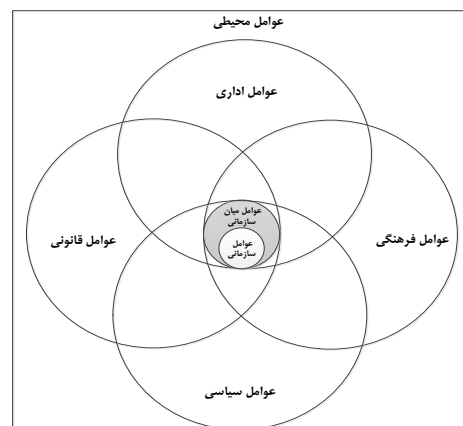 عوامل محیطی
عوامل اداری
عوامل میان
سازمانی
عوامل فرهنگی
عوامل قانونی
عوامل
سازمانی
عوامل سیاسی